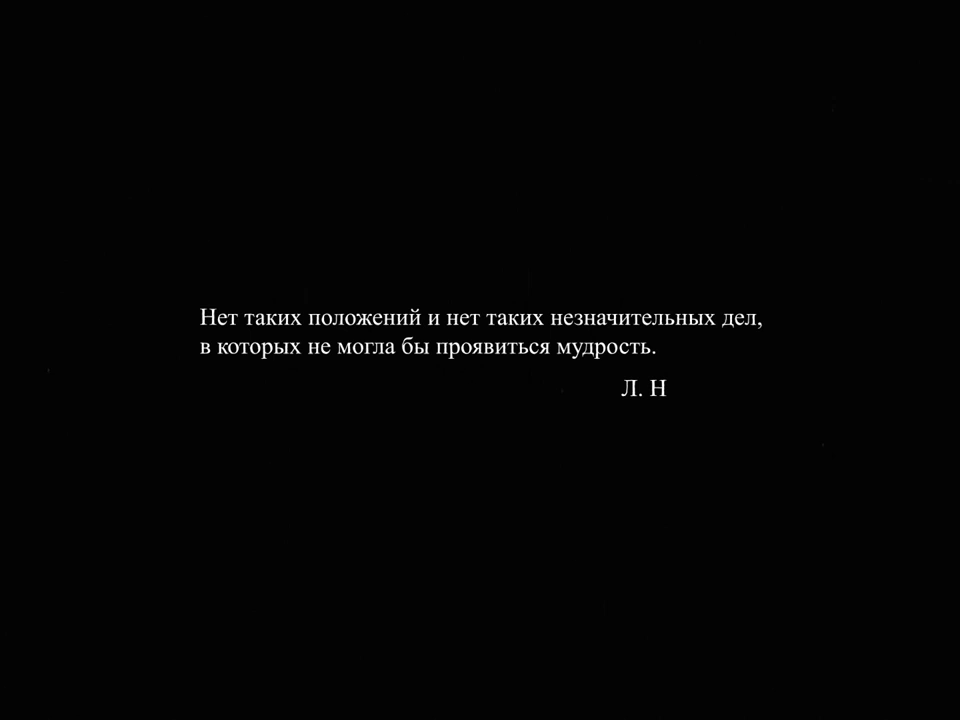 Нет таких положений и нет таких незначительных дел,
в которых не могла бы проявиться мудрость.
Л. Н